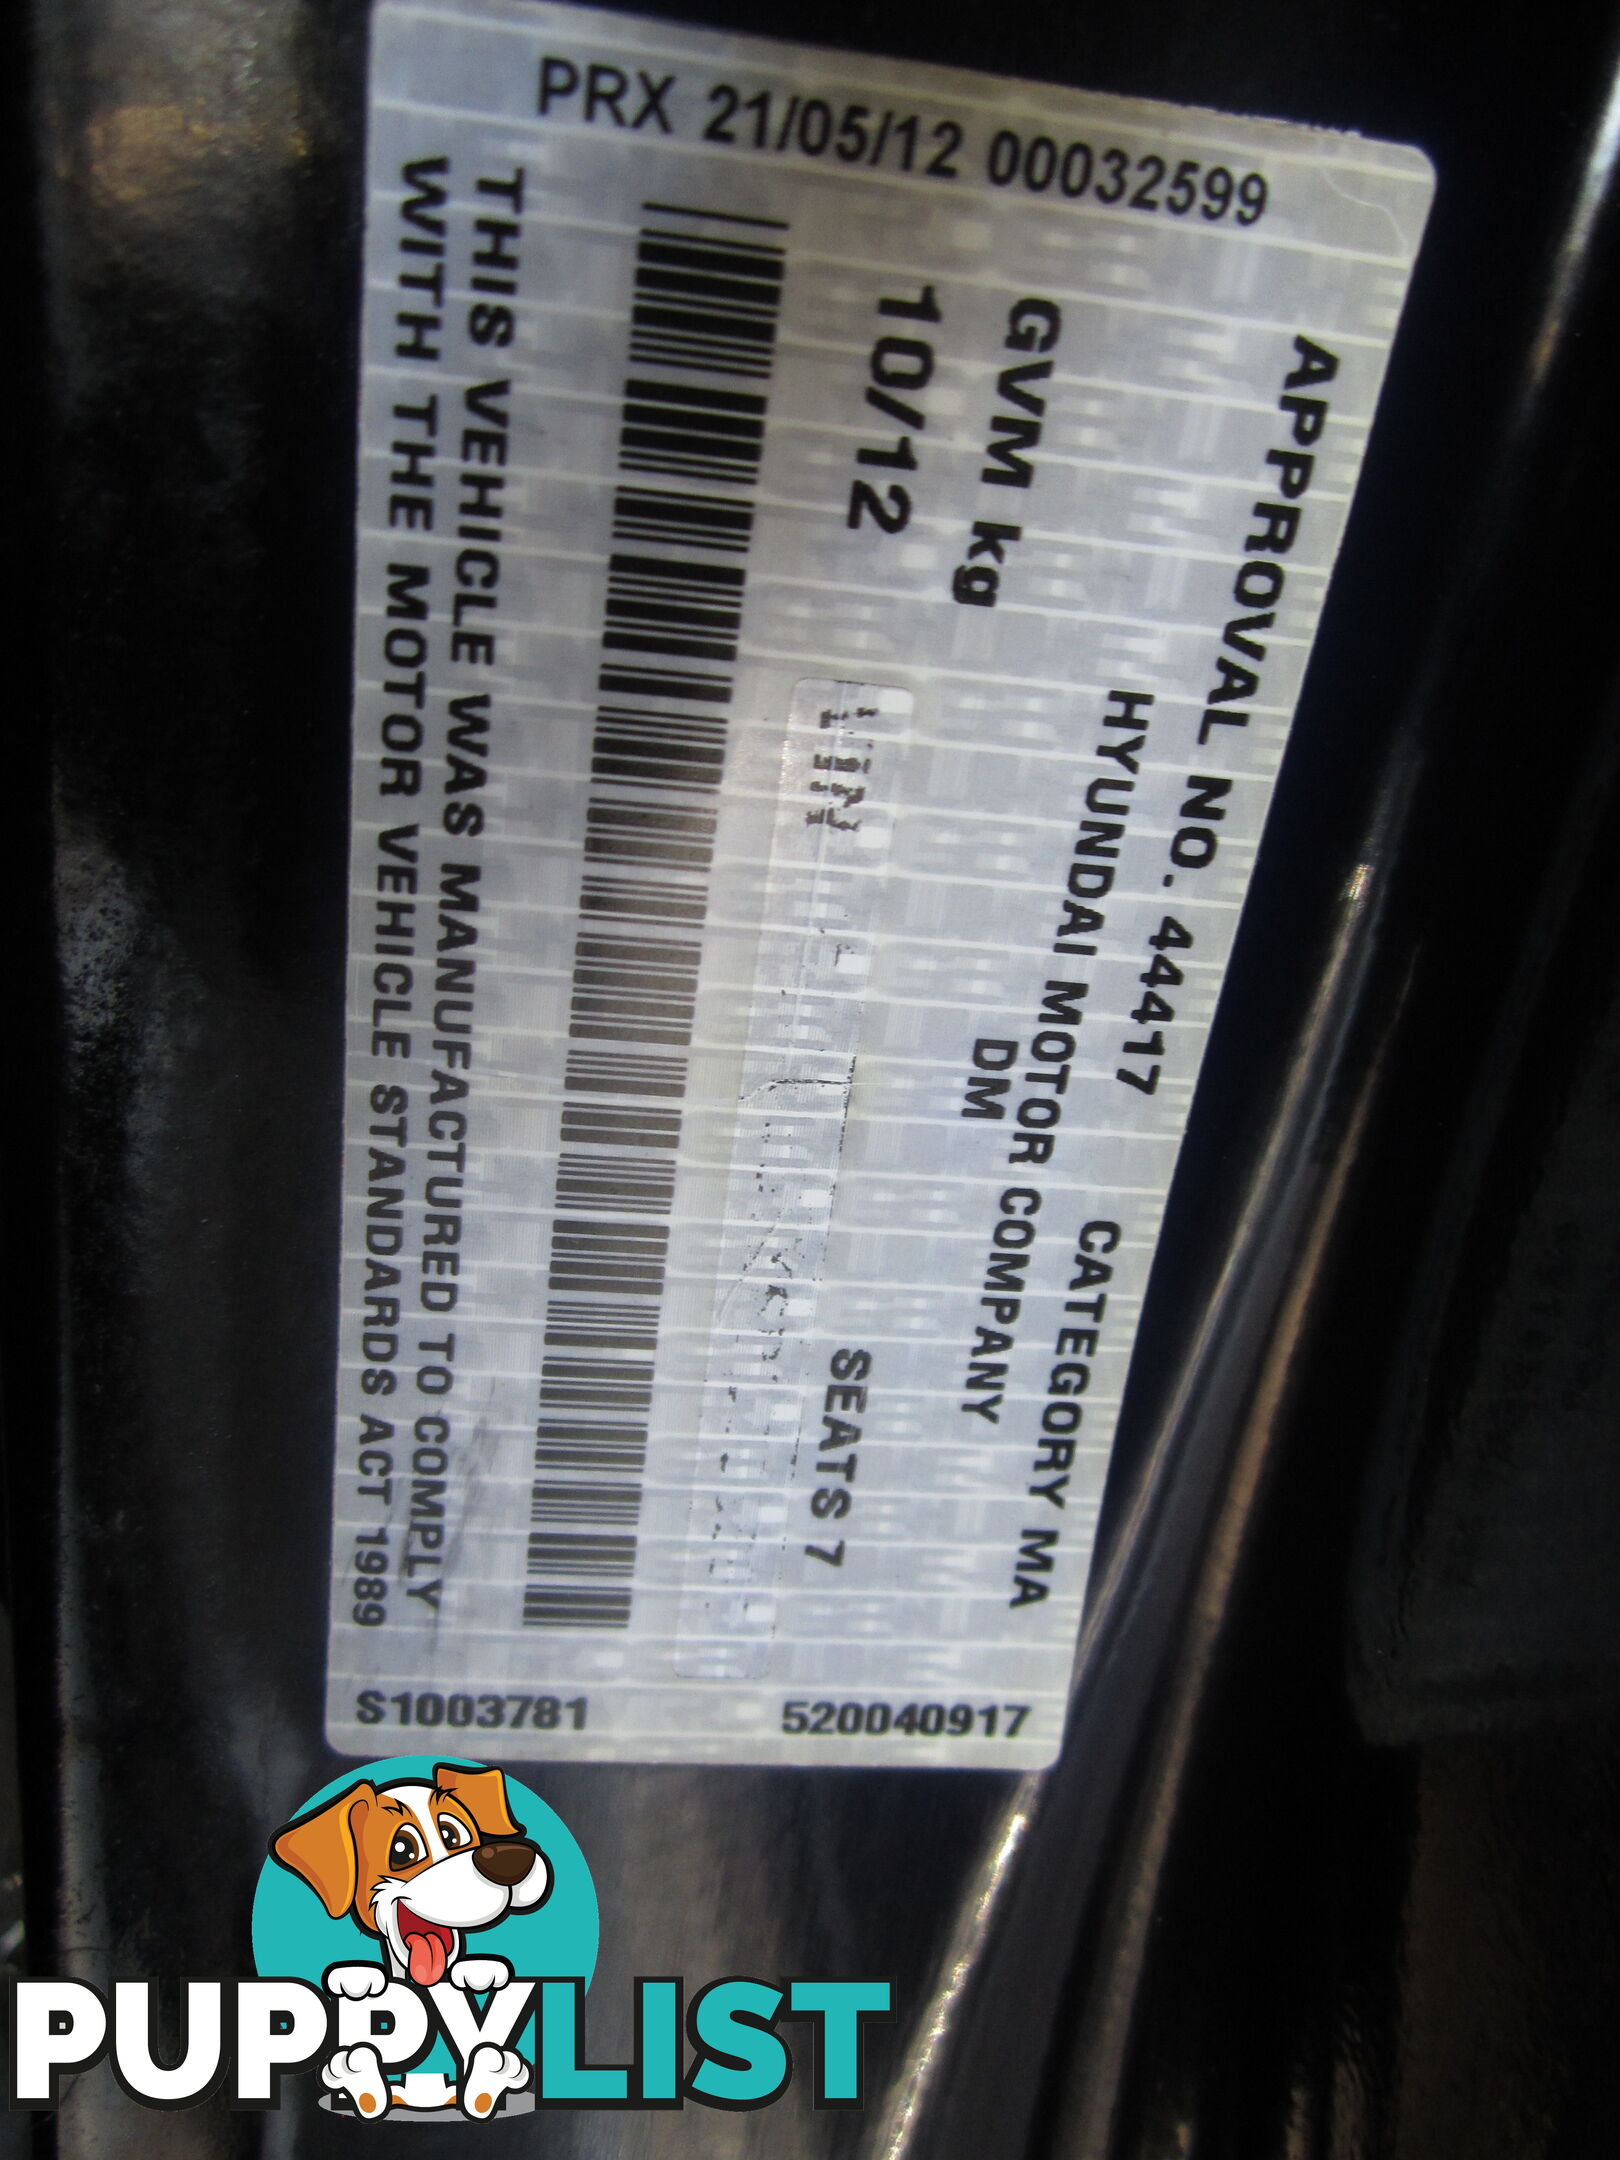 PRX 21/05/12 00032599
APPROVAL NO. 44417 CATEGORY MA
HYUNDAI MOTOR COMPANY
GVM kg DM
10/12 SEATS 7
THIS VEHICLE WAS MANUFACTURED TO COMPLY
WITH THE MOTOR VEHICLE STANDARDS ACT 1989
S1003781 520040917
PUPPYLIST